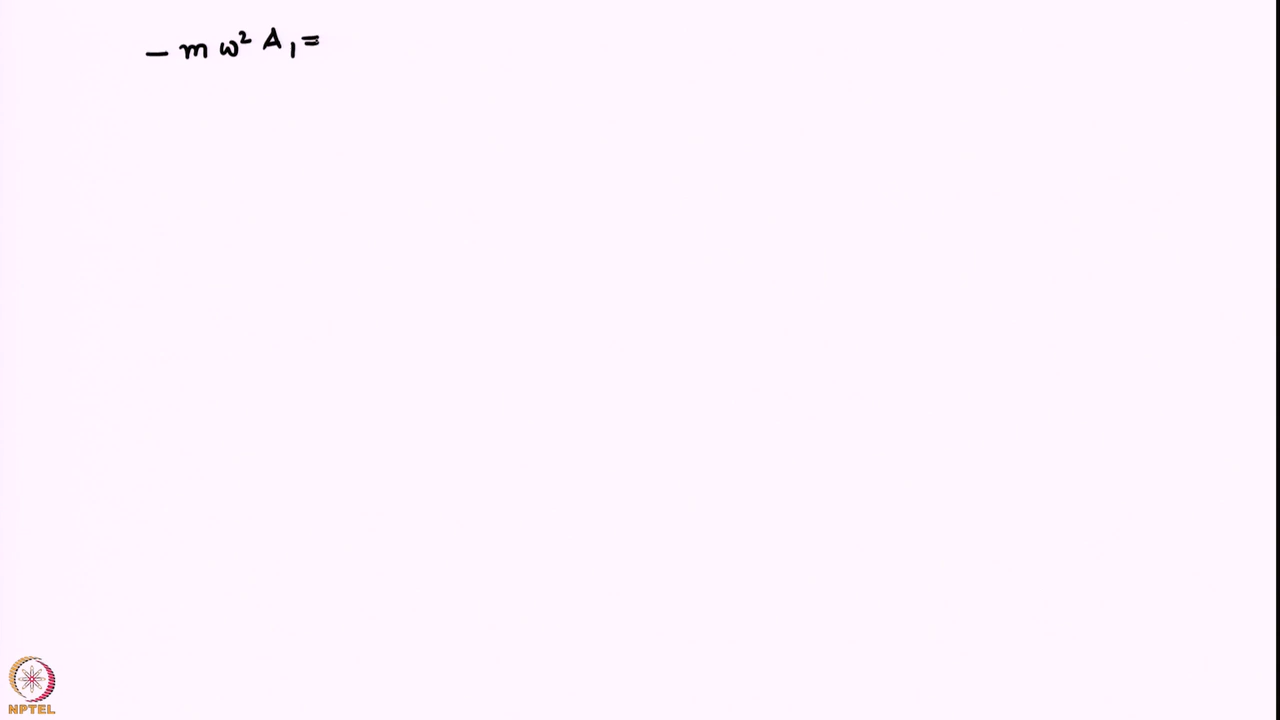 - m ω² A₁ =
NPTEL